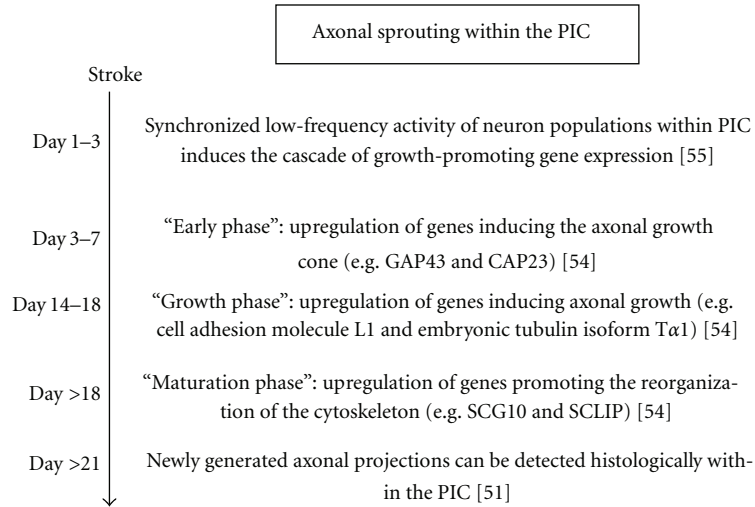 Axonal sprouting within the PIC
Stroke
Day 1–3
Synchronized low-frequency activity of neuron populations within PIC
induces the cascade of growth-promoting gene expression [55]
Day 3–7
“Early phase”: upregulation of genes inducing the axonal growth
cone (e.g. GAP43 and CAP23) [54]
Day 14–18
“Growth phase”: upregulation of genes inducing axonal growth (e.g.
cell adhesion molecule L1 and embryonic tubulin isoform Tα1) [54]
Day >18
“Maturation phase”: upregulation of genes promoting the reorganiza-
tion of the cytoskeleton (e.g. SCG10 and SCLIP) [54]
Day >21
Newly generated axonal projections can be detected histologically with-
in the PIC [51]